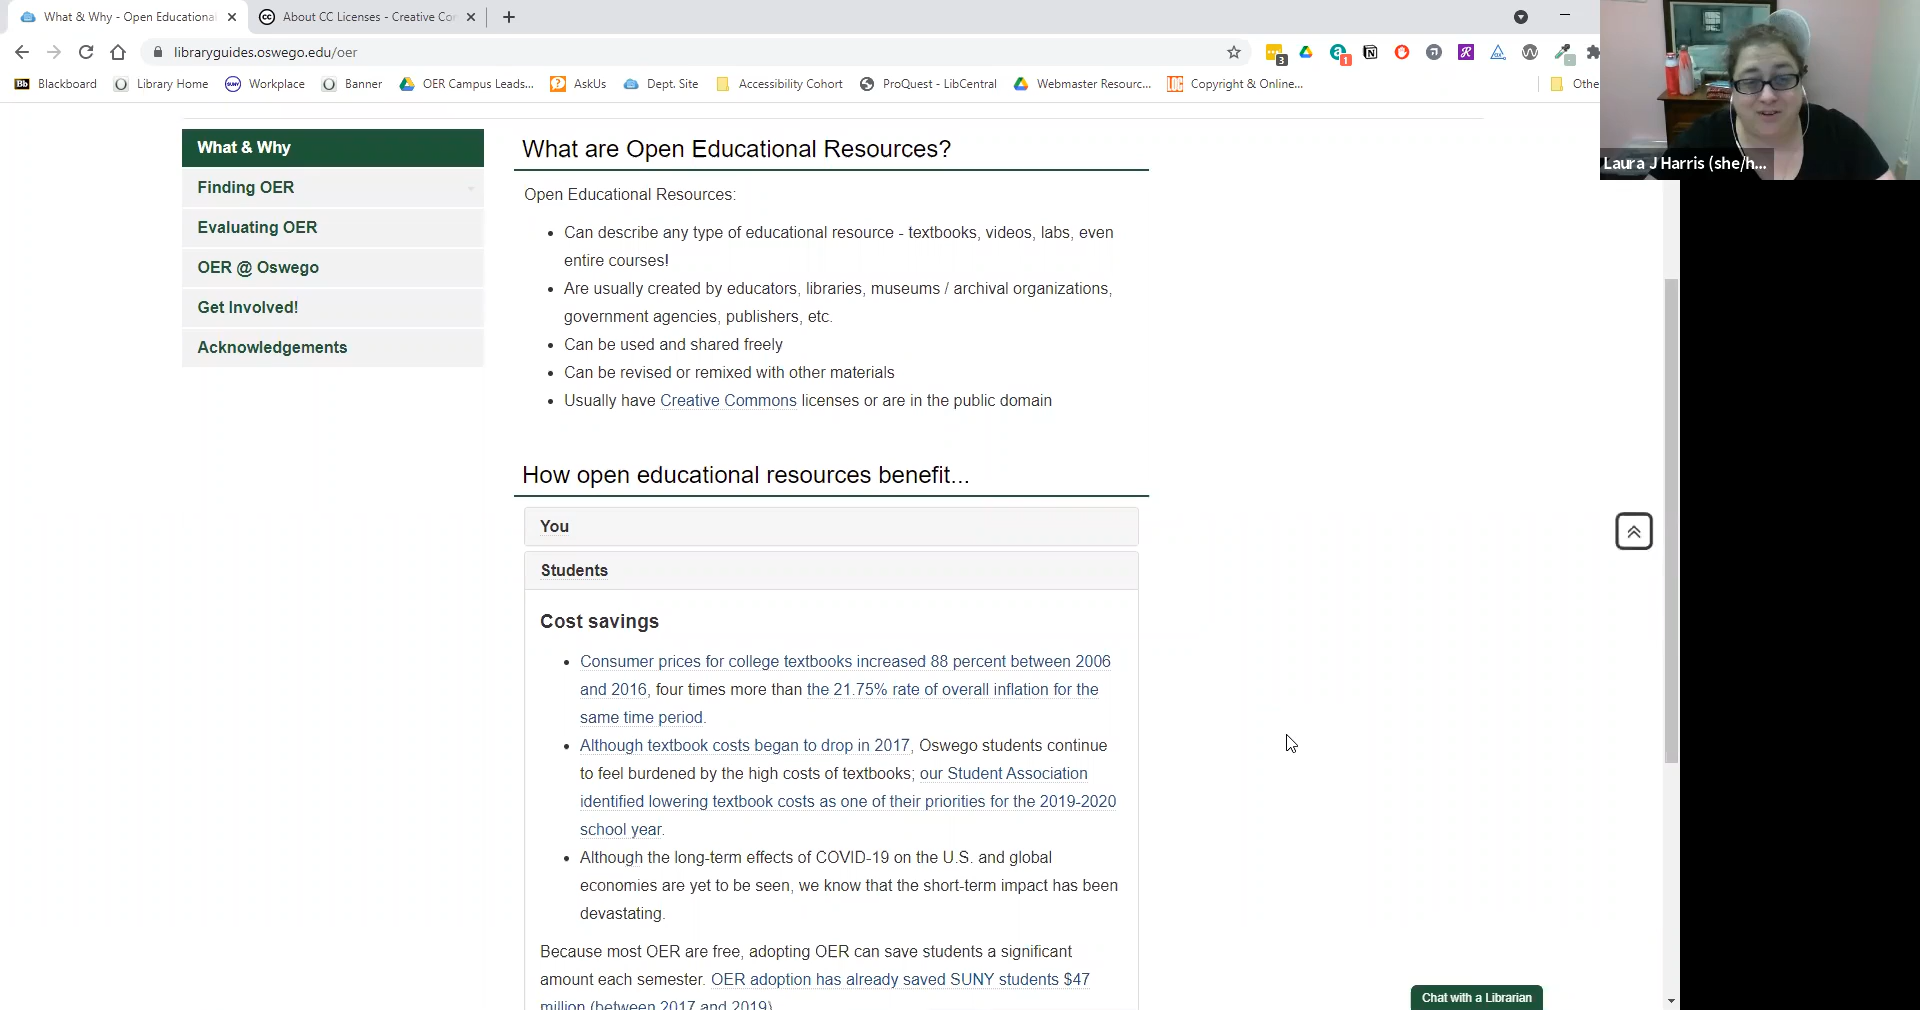 What & Why - Open Educational
About CC Licenses - Creative Co
libraryguides.oswego.edu/oer
3
1
Bb Blackboard
Library Home
SUNY Workplace
Banner
OER Campus Leads...
AskUs
Dept. Site
Accessibility Cohort
ProQuest - LibCentral
Webmaster Resourc...
Copyright & Online...
Othe
Laura J Harris (she/h...
What & Why
Finding OER
Evaluating OER
OER @ Oswego
Get Involved!
Acknowledgements
What are Open Educational Resources?
Open Educational Resources:
• Can describe any type of educational resource - textbooks, videos, labs, even
entire courses!
• Are usually created by educators, libraries, museums / archival organizations,
government agencies, publishers, etc.
• Can be used and shared freely
• Can be revised or remixed with other materials
• Usually have Creative Commons licenses or are in the public domain
How open educational resources benefit...
You
Students
Cost savings
• Consumer prices for college textbooks increased 88 percent between 2006
and 2016, four times more than the 21.75% rate of overall inflation for the
same time period.
• Although textbook costs began to drop in 2017, Oswego students continue
to feel burdened by the high costs of textbooks; our Student Association
identified lowering textbook costs as one of their priorities for the 2019-2020
school year.
• Although the long-term effects of COVID-19 on the U.S. and global
economies are yet to be seen, we know that the short-term impact has been
devastating.
Because most OER are free, adopting OER can save students a significant
amount each semester. OER adoption has already saved SUNY students $47
million (between 2017 and 2019)
Chat with a Librarian